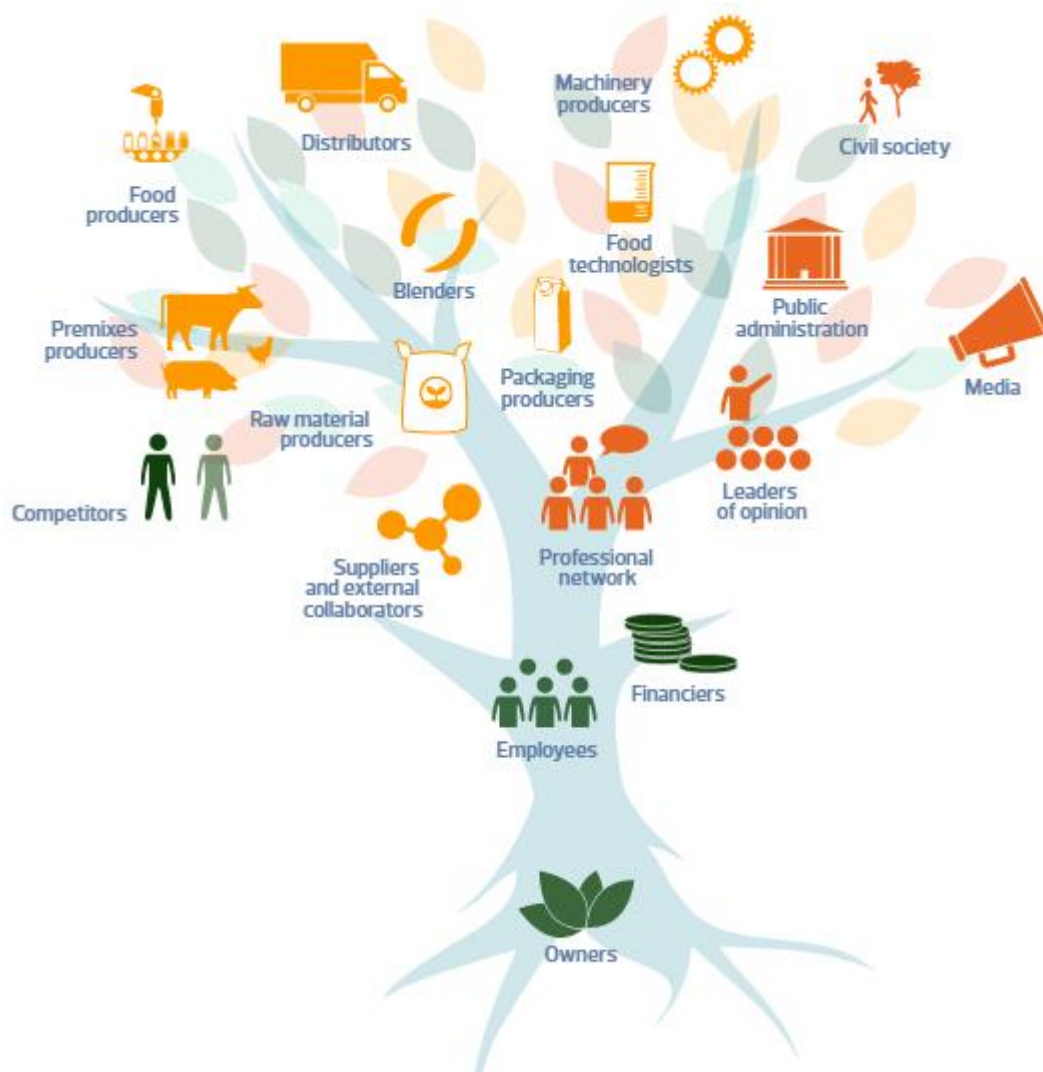 Machinery
producers
Distributors
Civil society
Food
producers
Food
technologists
Blenders
Public
administration
Premixes
producers
Packaging
producers
Media
Raw material
producers
Leaders
of opinion
Competitors
Professional
network
Suppliers
and external
collaborators
Financiers
Employees
Owners